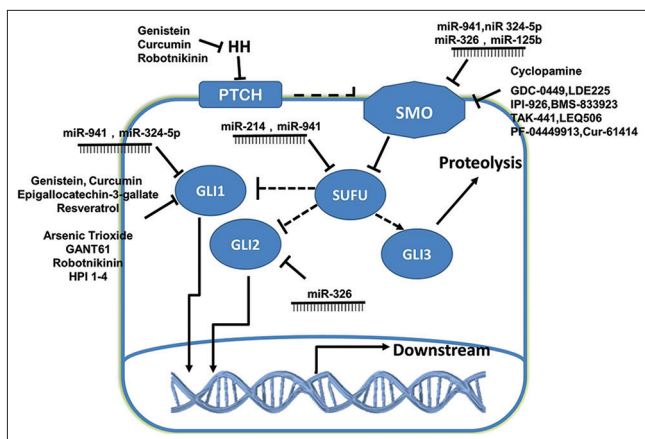 Genistein
Curcumin
Robotnikinin
HH
miR-941,niR 324-5p
miR-326 , miR-125b
PTCH
SMO
Cyclopamine
GDC-0449,LDE225
IPI-926,BMS-833923
TAK-441,LEQ506
PF-04449913,Cur-61414
miR-941 , miR-324-5p
miR-214 , miR-941
Proteolysis
Genistein, Curcumin
Epigallocatechin-3-gallate
Resveratrol
GLI1
SUFU
Arsenic Trioxide
GANT61
Robotnikinin
HPI 1-4
GLI2
GLI3
miR-326
Downstream